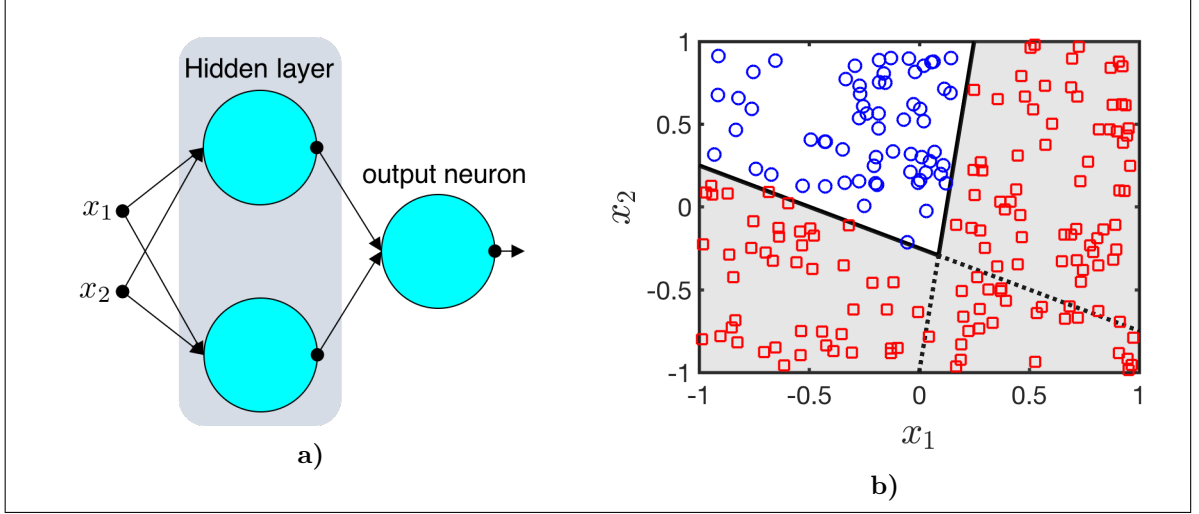 Hidden layer
output neuron
x₁
x₂
a)
x₂
1
0.5
0
-0.5
-1
-1
-0.5
0
0.5
1
x₁
b)